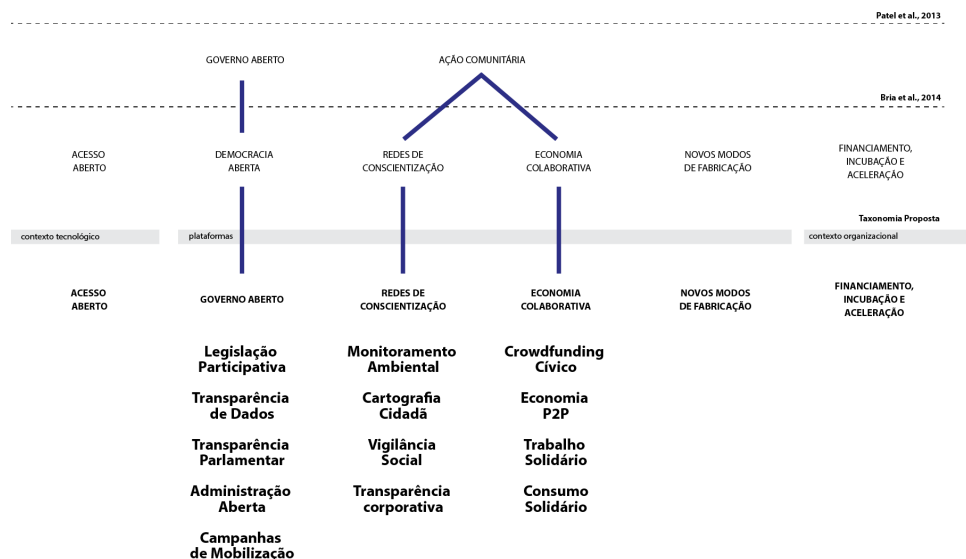 Patel et al., 2013
GOVERNO ABERTO
AÇÃO COMUNITÁRIA
Bria et al., 2014
ACESSO
ABERTO
DEMOCRACIA
ABERTA
REDES DE
CONSCIENTIZAÇÃO
ECONOMIA
COLABORATIVA
NOVOS MODOS
DE FABRICAÇÃO
FINANCIAMENTO,
INCUBAÇÃO E
ACELERAÇÃO
Taxonomia Proposta
contexto tecnológico
plataformas
contexto organizacional
ACESSO
ABERTO
GOVERNO ABERTO
REDES DE
CONSCIENTIZAÇÃO
ECONOMIA
COLABORATIVA
NOVOS MODOS
DE FABRICAÇÃO
FINANCIAMENTO,
INCUBAÇÃO E
ACELERAÇÃO
Legislação
Participativa
Transparência
de Dados
Transparência
Parlamentar
Administração
Aberta
Campanhas
de Mobilização
Monitoramento
Ambiental
Cartografia
Cidadã
Vigilância
Social
Transparência
corporativa
Crowdfunding
Cívico
Economia
P2P
Trabalho
Solidário
Consumo
Solidário